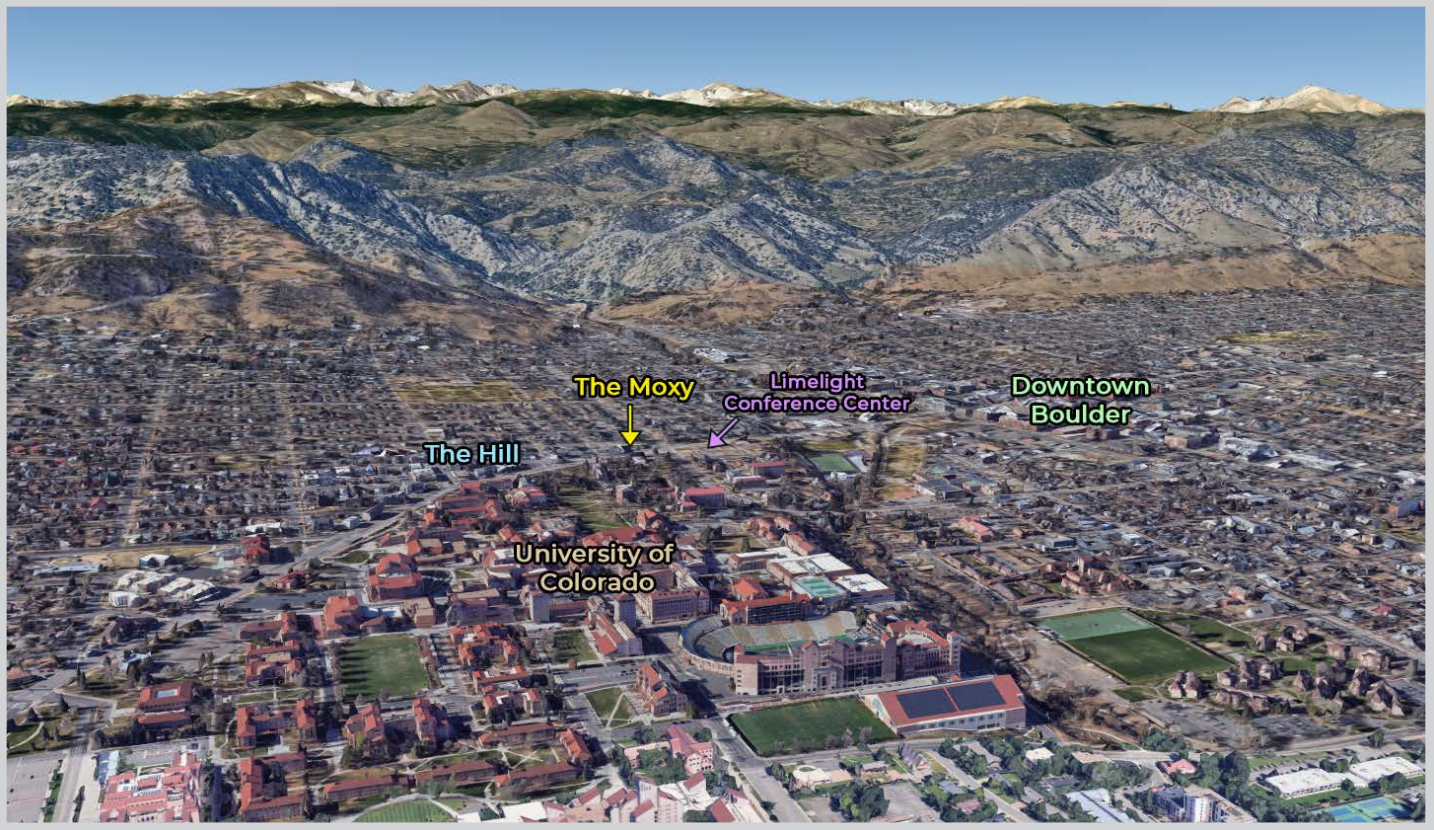 The Moxy
Limelight
Conference Center
Downtown
Boulder
The Hill
University of
Colorado